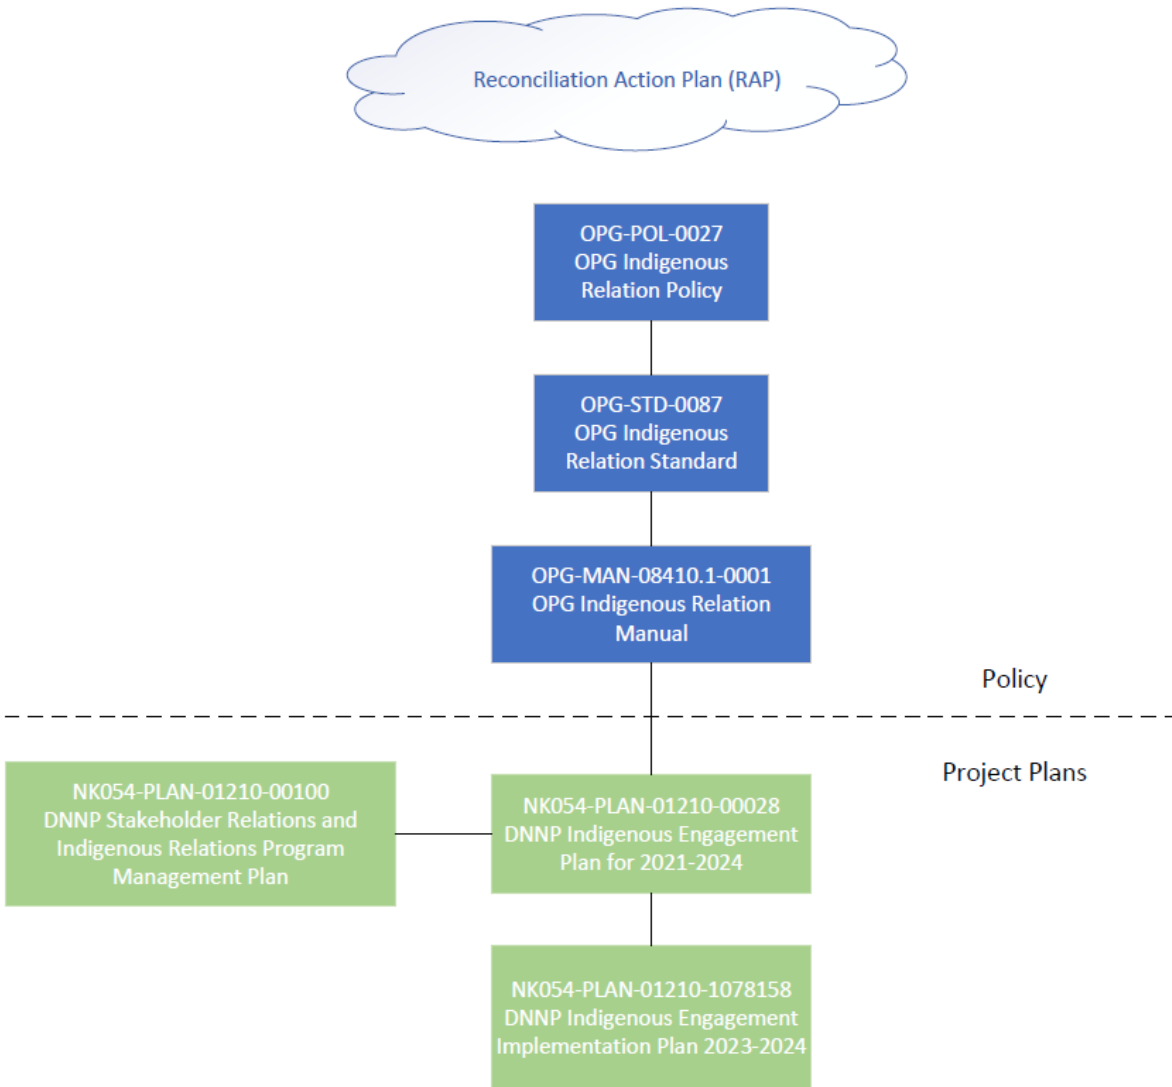 Reconciliation Action Plan (RAP)
OPG-POL-0027
OPG Indigenous
Relation Policy
OPG-STD-0087
OPG Indigenous
Relation Standard
OPG-MAN-08410.1-0001
OPG Indigenous Relation
Manual
Policy
Project Plans
NK054-PLAN-01210-00100
DNNP Stakeholder Relations and
Indigenous Relations Program
Management Plan
NK054-PLAN-01210-00028
DNNP Indigenous Engagement
Plan for 2021-2024
NK054-PLAN-01210-1078158
DNNP Indigenous Engagement
Implementation Plan 2023-2024